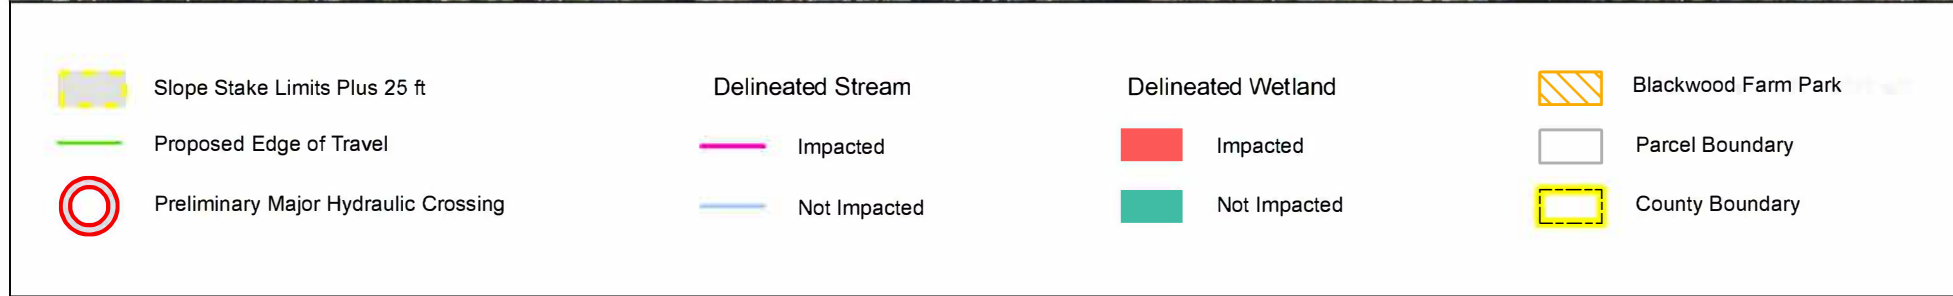 Slope Stake Limits Plus 25 ft
Proposed Edge of Travel
Preliminary Major Hydraulic Crossing
Delineated Stream
Impacted
Not Impacted
Delineated Wetland
Impacted
Not Impacted
Blackwood Farm Park
Parcel Boundary
County Boundary